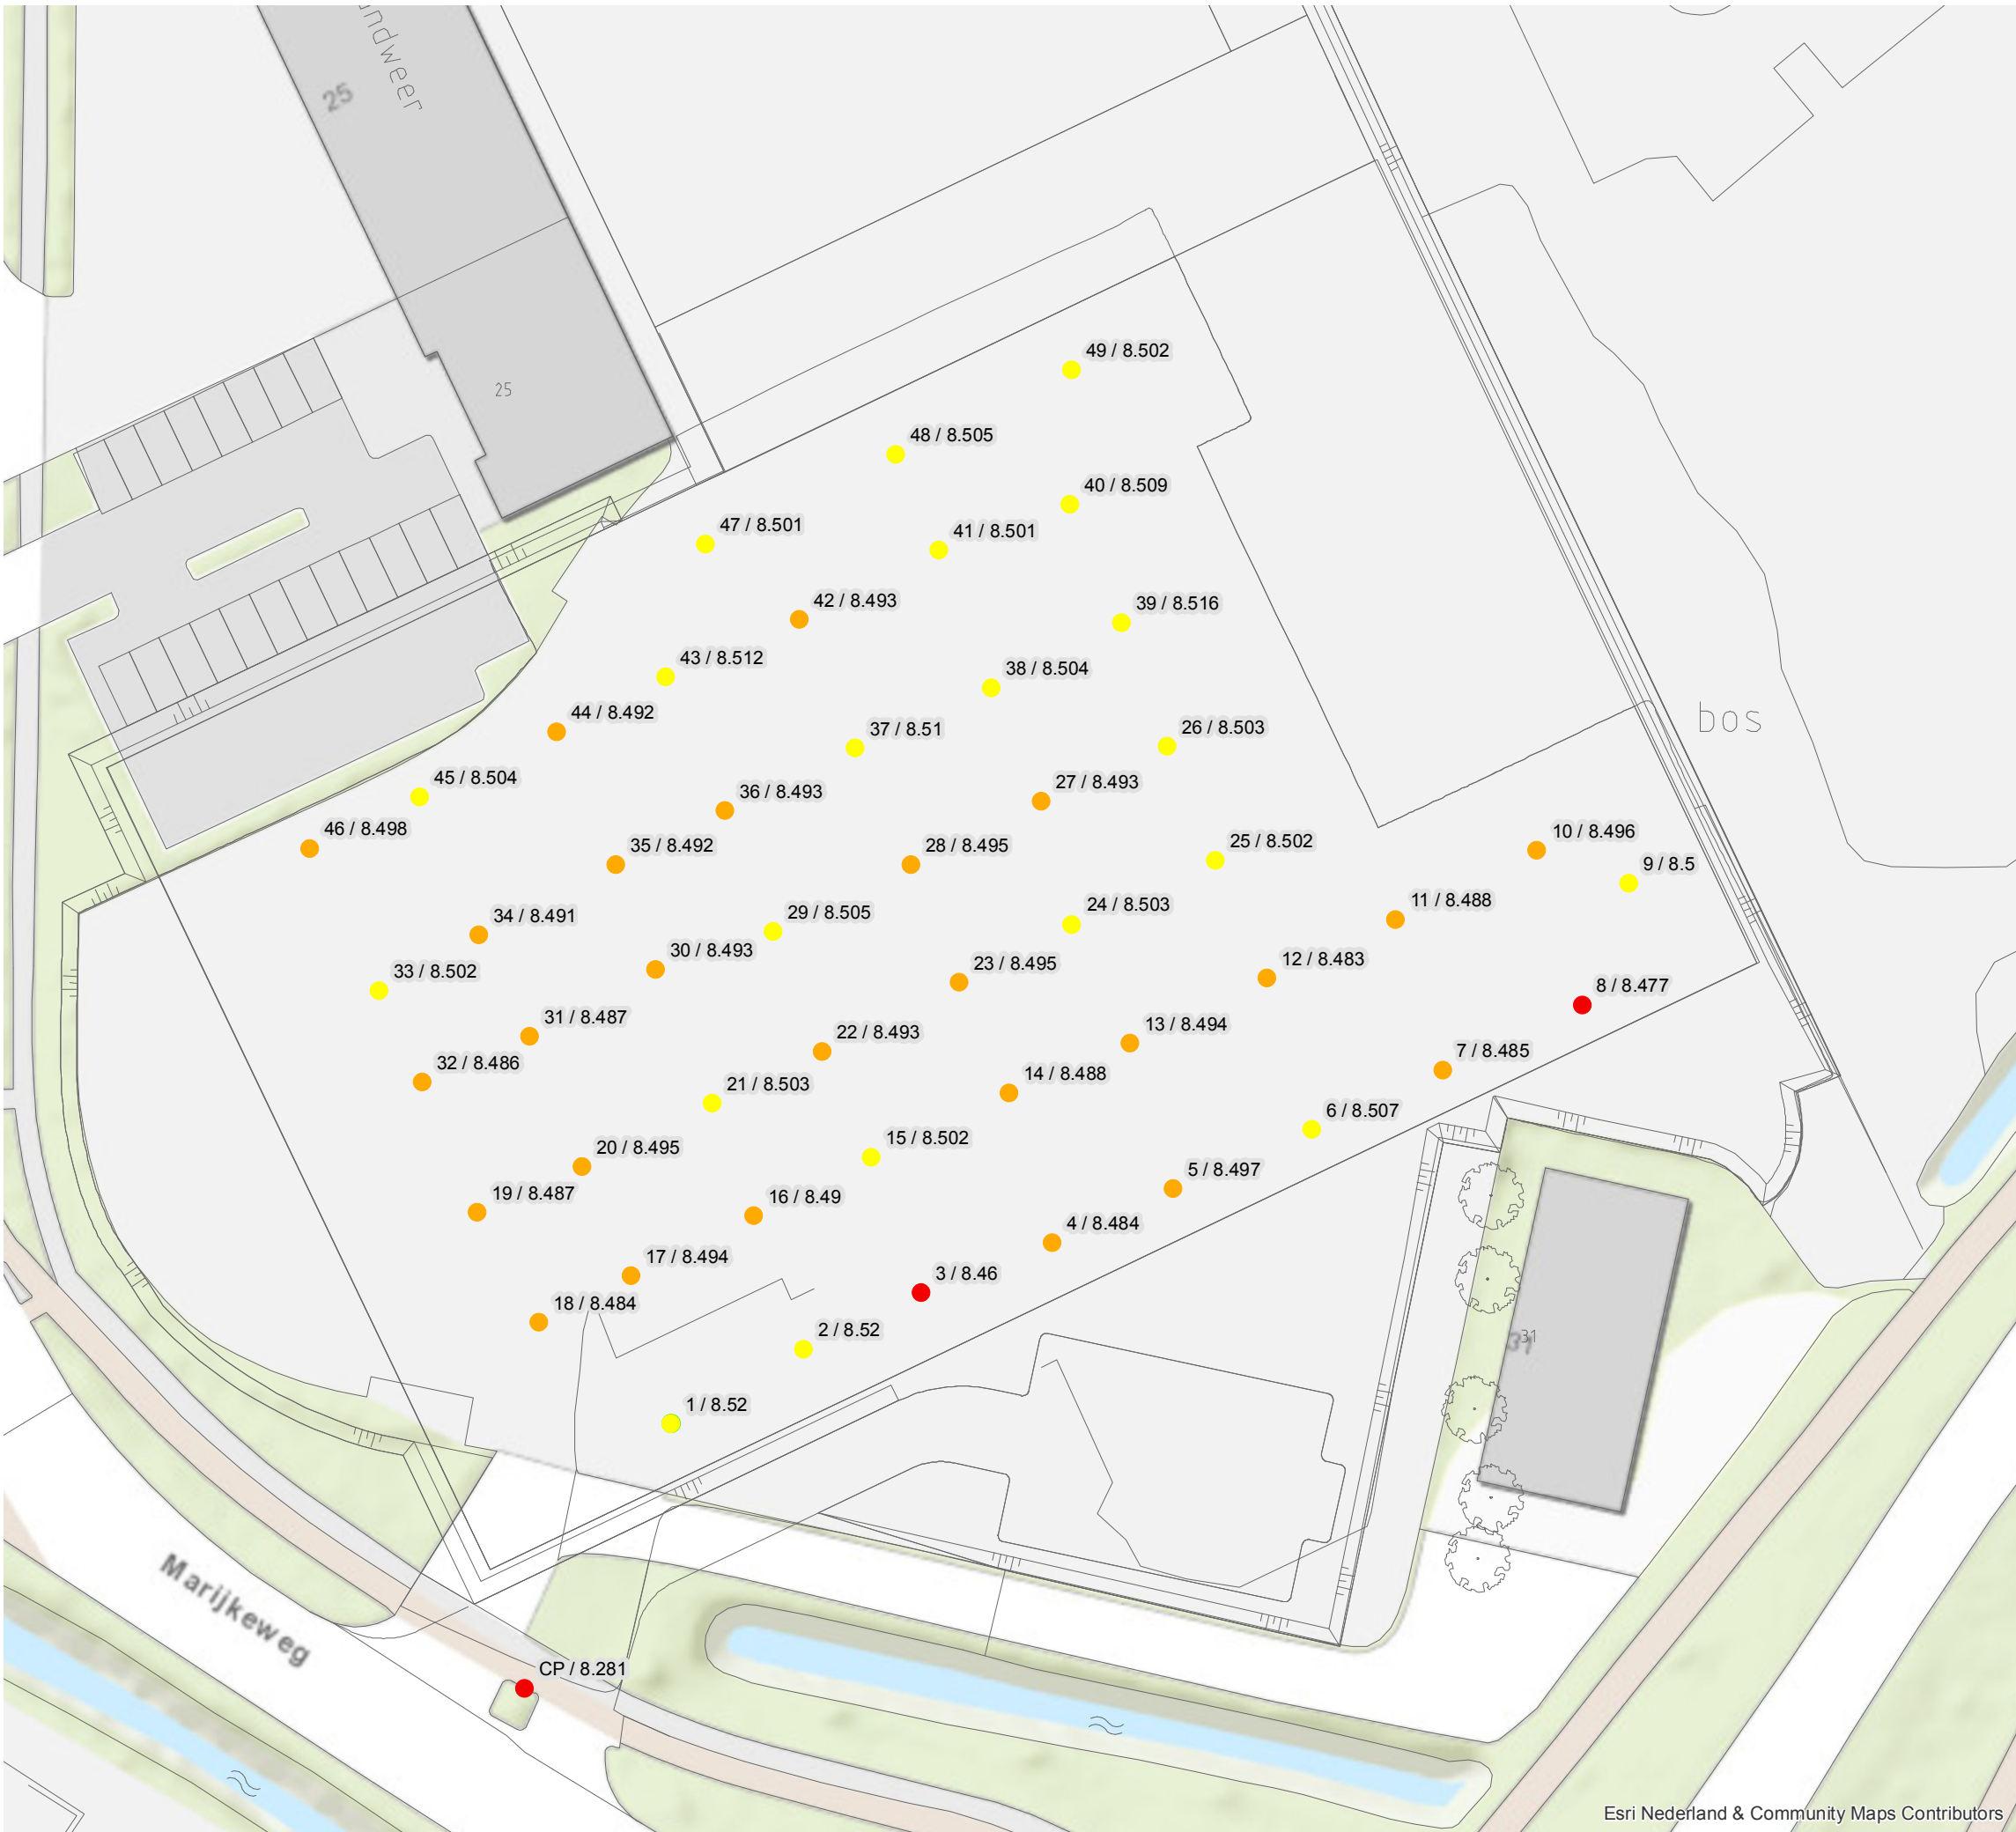 25
25
49 / 8.502
48 / 8.505
40 / 8.509
47 / 8.501
41 / 8.501
42 / 8.493
39 / 8.516
43 / 8.512
38 / 8.504
44 / 8.492
37 / 8.51
26 / 8.503
bos
45 / 8.504
36 / 8.493
27 / 8.493
46 / 8.498
35 / 8.492
28 / 8.495
25 / 8.502
10 / 8.496
9 / 8.5
34 / 8.491
29 / 8.505
24 / 8.503
11 / 8.488
33 / 8.502
30 / 8.493
23 / 8.495
12 / 8.483
8 / 8.477
31 / 8.487
22 / 8.493
13 / 8.494
32 / 8.486
21 / 8.503
14 / 8.488
7 / 8.485
20 / 8.495
15 / 8.502
6 / 8.507
19 / 8.487
16 / 8.49
5 / 8.497
17 / 8.494
4 / 8.484
18 / 8.484
3 / 8.46
2 / 8.52
31
31
1 / 8.52
Marijkeweg
CP / 8.281
Esri Nederland & Community Maps Contributors